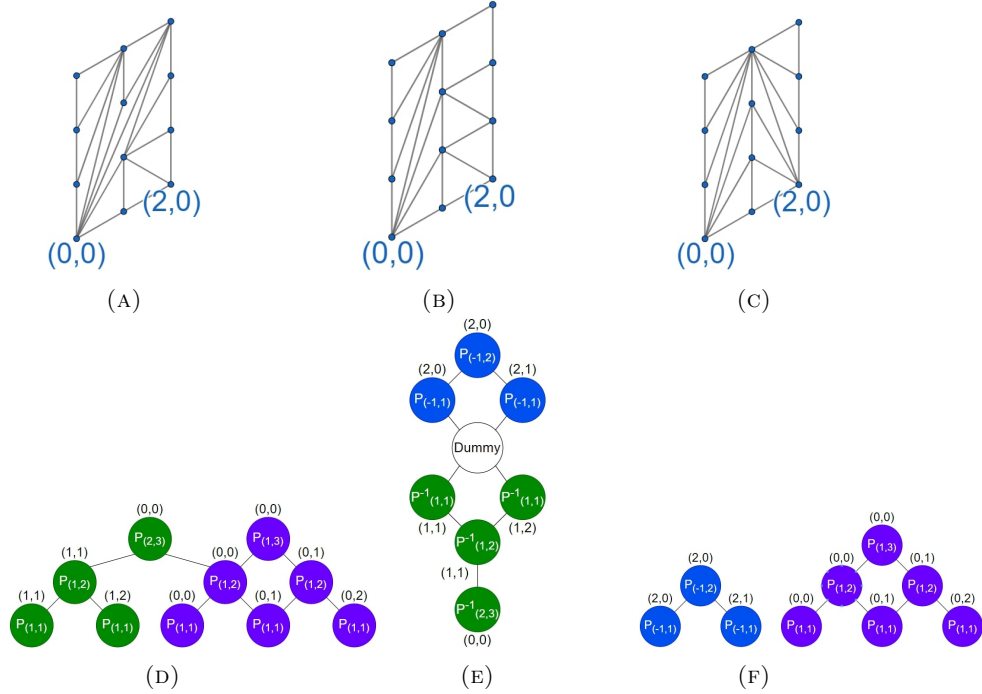 (2,0)
(0,0)
(2,0
(0,0)
(2,0)
(0,0)
(A)
(B)
(C)
(2,0)
P(-1,2)
(2,0)
(2,1)
P(-1,1)
P(-1,1)
Dummy
P-1(1,1)
P-1(1,1)
(1,1)
(1,2)
P-1(1,2)
(1,1)
P-1(2,3)
(0,0)
(0,0)
(0,0)
P(2,3)
P(1,3)
(1,1)
(0,0)
(0,1)
P(1,2)
P(1,2)
P(1,2)
(1,1)
(1,2)
(0,0)
(0,1)
(0,2)
P(1,1)
P(1,1)
P(1,1)
P(1,1)
P(1,1)
(0,0)
P(1,3)
(2,0)
(0,0)
(0,1)
P(-1,2)
P(1,2)
P(1,2)
(2,0)
(2,1)
(0,0)
(0,1)
(0,2)
P(-1,1)
P(-1,1)
P(1,1)
P(1,1)
P(1,1)
(D)
(E)
(F)